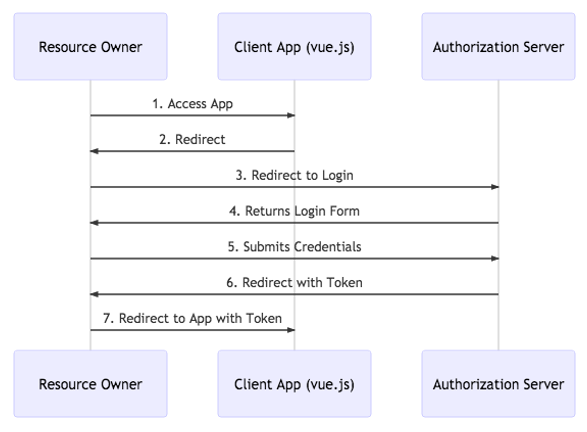 Resource Owner
Client App (vue.js)
Authorization Server
1. Access App
2. Redirect
3. Redirect to Login
4. Returns Login Form
5. Submits Credentials
6. Redirect with Token
7. Redirect to App with Token
Resource Owner
Client App (vue.js)
Authorization Server